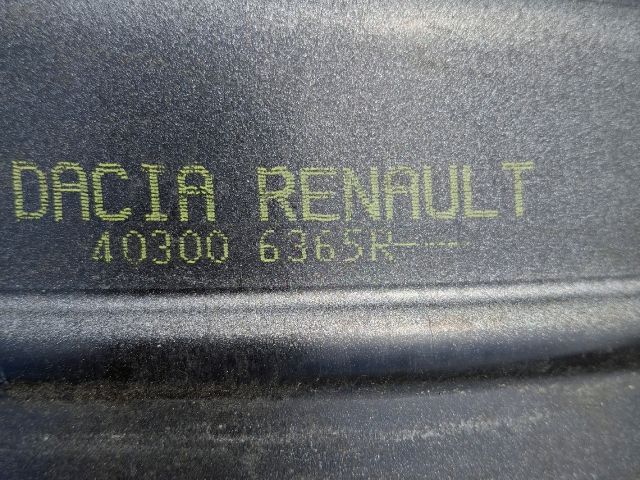 DACIA RENAULT
40300 6365R-----